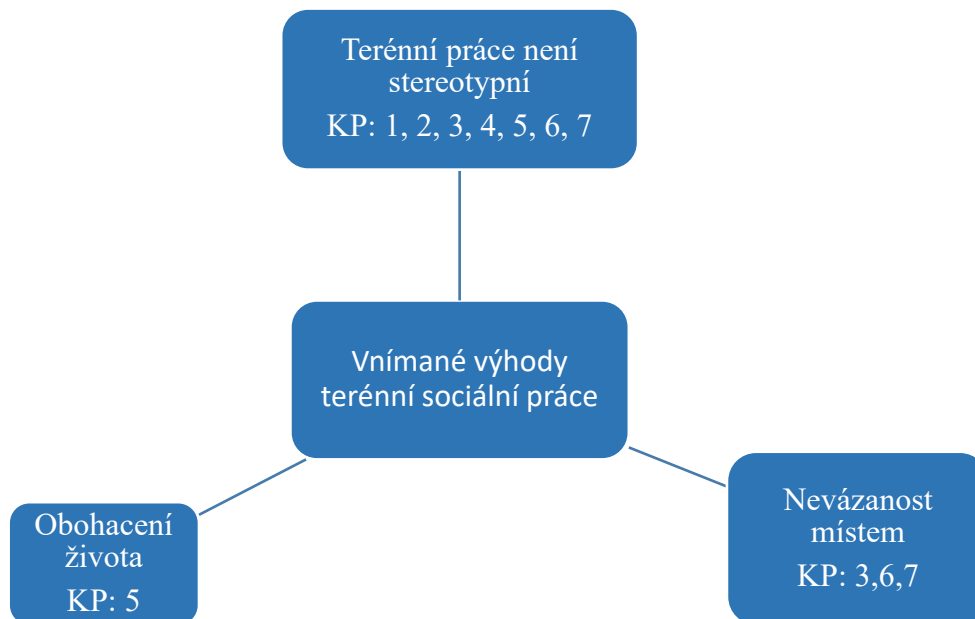 Terénní práce není
stereotypní
KP: 1, 2, 3, 4, 5, 6, 7
Vnímané výhody
terénní sociální práce
Obohacení
života
KP: 5
Nevázanost
místem
KP: 3,6,7